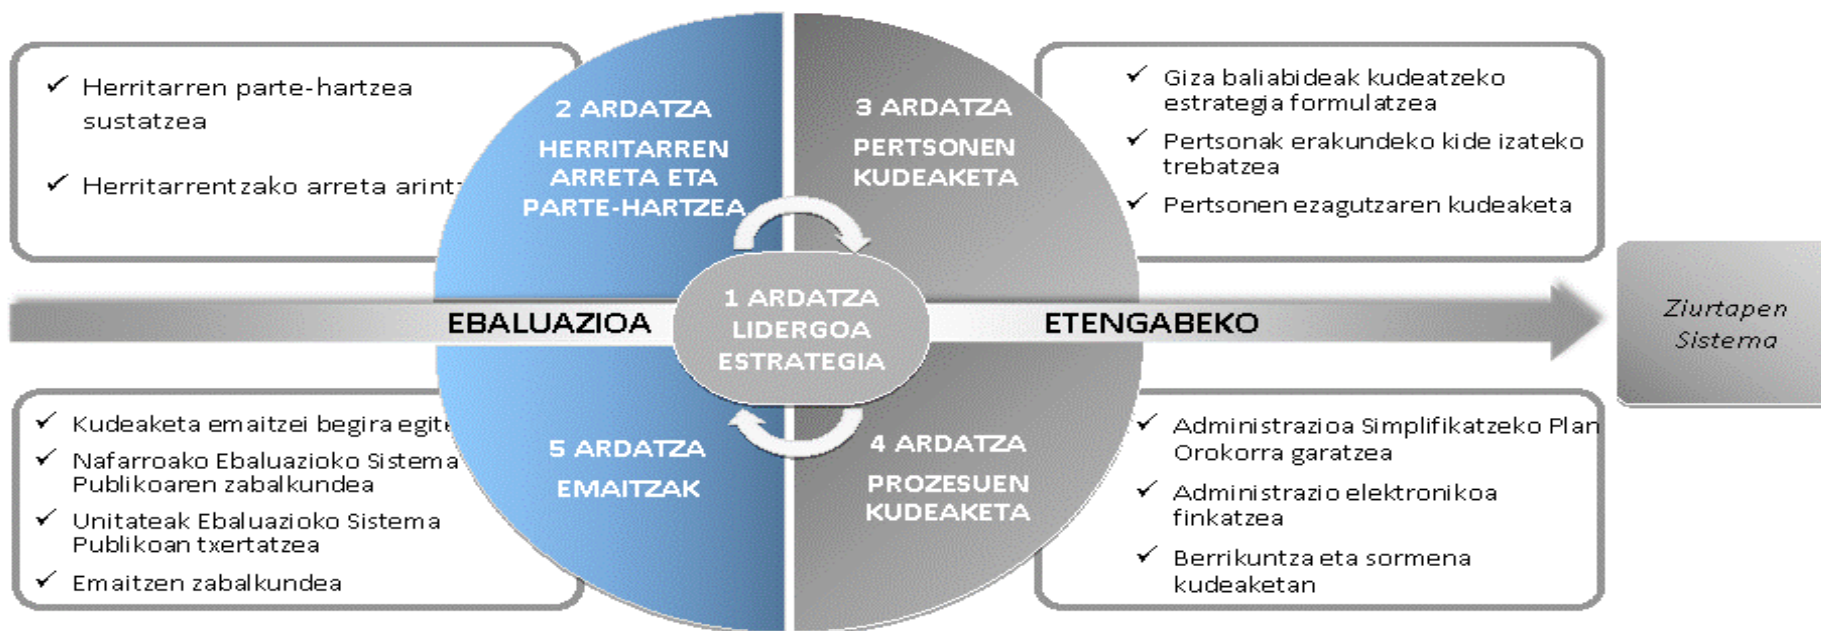 Herritarren parte-hartzea
sustatzea
Herritarrentzako arreta
2 ARDATZA
HERRITARREN
ARRETA ETA
PARTE-HARTZEA
3 ARDATZA
PERTSONEN
KUDEAKETA
Giza baliabideak kudeatzeko
estrategia formulatzea
Pertsonak erakundeko kide izateko
trebatzea
Pertsonen ezagutzaren kudeaketa
EBALUAZIOA
1 ARDATZA
LIDERGOA
ESTRATEGIA
ETENGABEKO
Ziurtapen
Sistema
Kudeaketa emaitzei begira
Nafarroako Ebaluazioko Sistema
Publikoaren zabalkundea
Unitateak Ebaluazioko Sistema
Publikoan txertatzea
Emaitzen zabalkundea
5 ARDATZA
EMAITZAK
4 ARDATZA
PROZESUEN
KUDEAKETA
Administrazioa Simplifikatzeko Plan
Orokorra garatzea
Administrazio elektronikoa
finkatzea
Berrikuntza eta sormena
kudeaketan